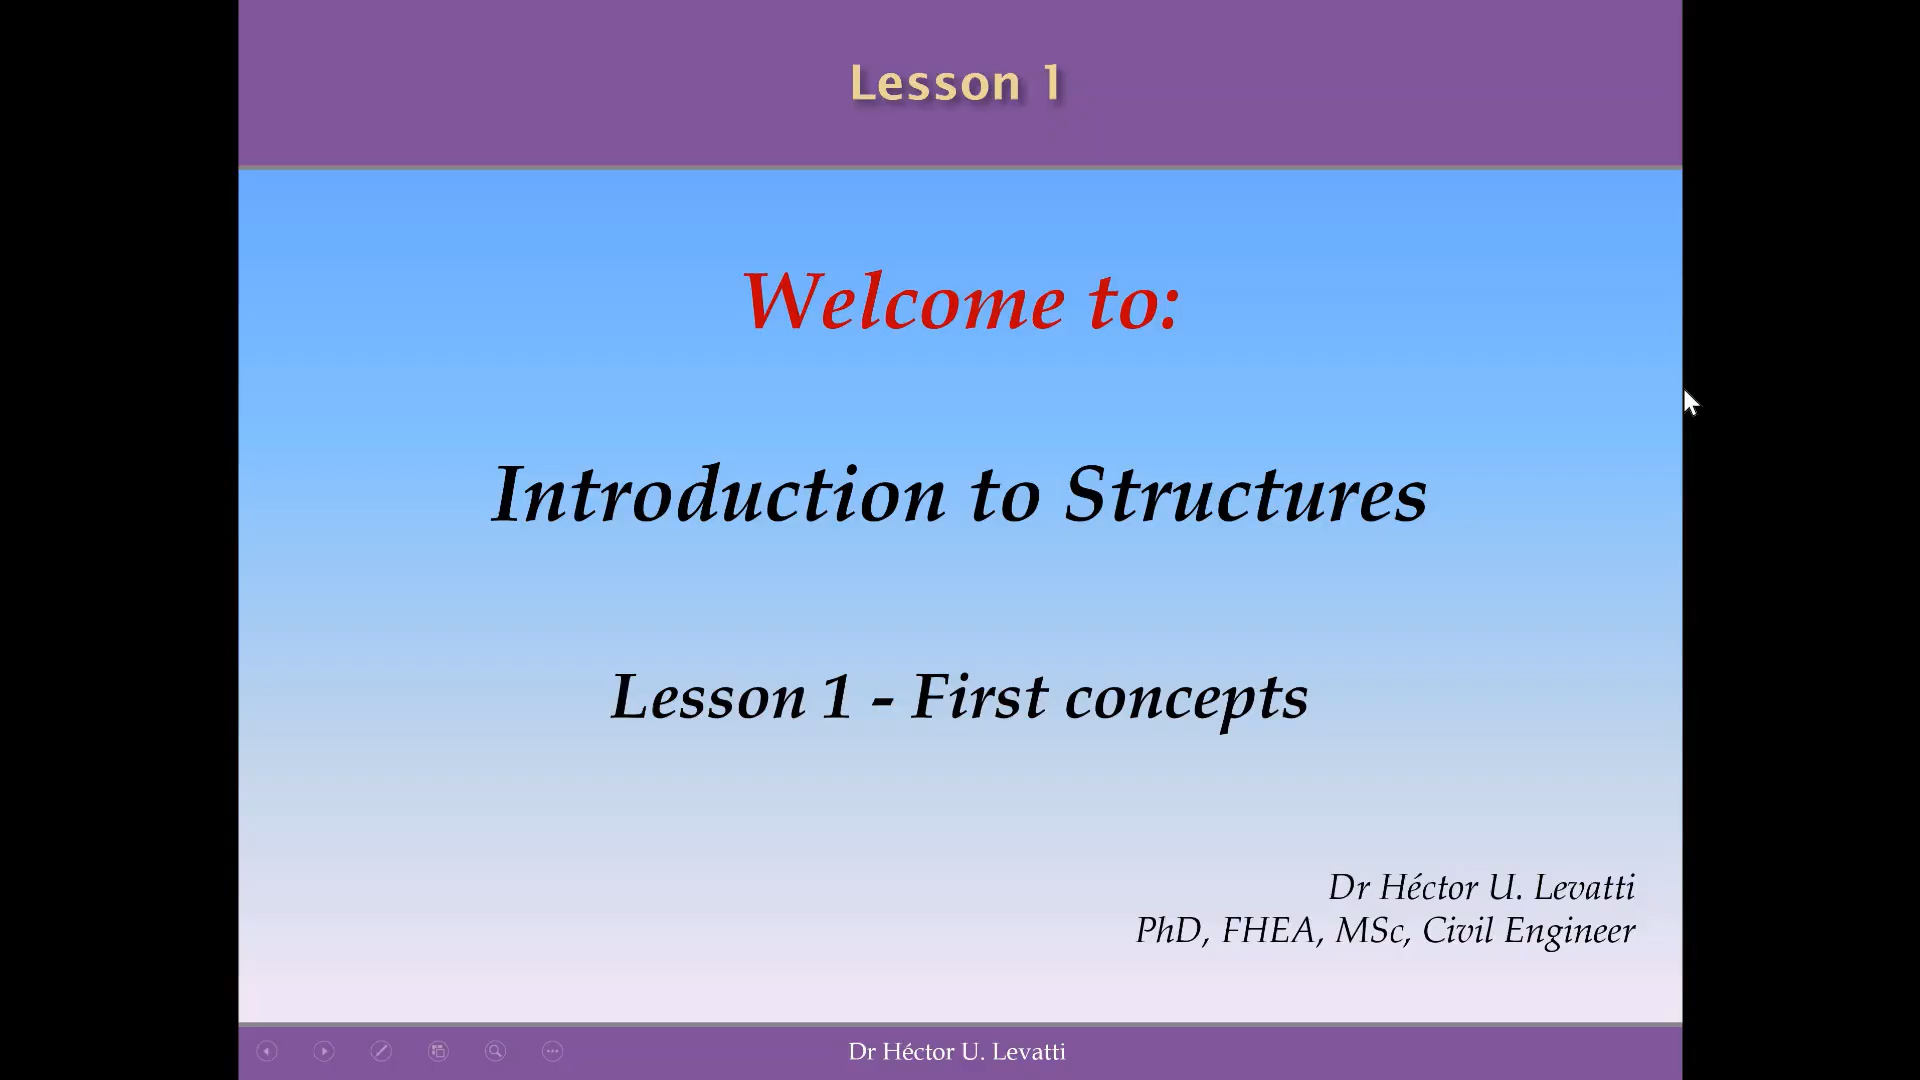 Lesson 1
Welcome to:
Introduction to Structures
Lesson 1 - First concepts
Dr Héctor U. Levatti
PhD, FHEA, MSc, Civil Engineer
Dr Héctor U. Levatti